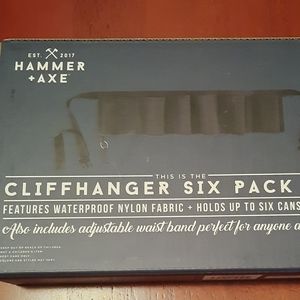 EST. 2017
HAMMER
+AXE
THIS IS THE
CLIFFHANGER SIX PACK
FEATURES WATERPROOF NYLON FABRIC + HOLDS UP TO SIX CANS
Also includes adjustable waist band perfect for anyone a